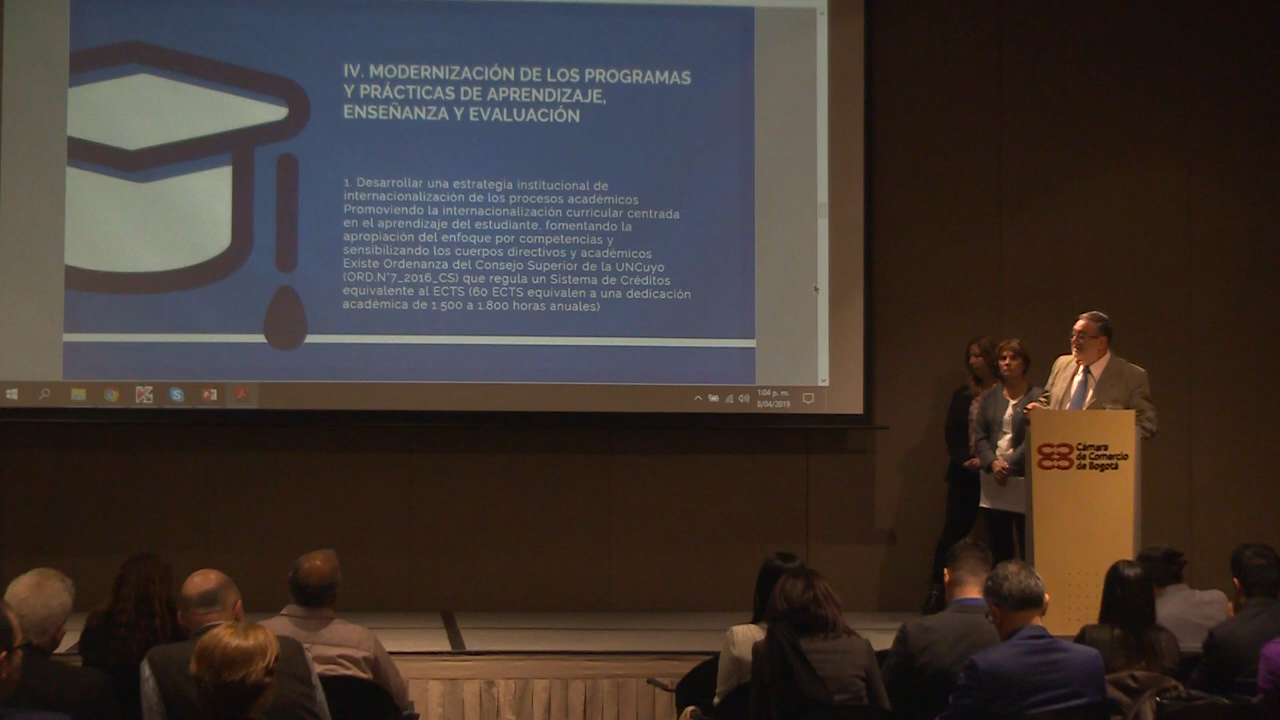 IV. MODERNIZACIÓN DE LOS PROGRAMAS
Y PRÁCTICAS DE APRENDIZAJE,
ENSEÑANZA Y EVALUACIÓN
1. Desarrollar una estrategia institucional de
internacionalización de los procesos académicos
Promoviendo la internacionalización curricular centrada
en el aprendizaje del estudiante, fomentando la
apropiación del enfoque por competencias y
sensibilizando los cuerpos directivos y académicos
Existe Ordenanza del Consejo Superior de la UNCuyo
(ORD.N°7_2016_CS) que regula un Sistema de Créditos
equivalente al ECTS (60 ECTS equivalen a una dedicación
académica de 1.500 a 1.800 horas anuales)
1:04 p. m.
8/04/2019
Cámara
de Comercio
de Bogotá